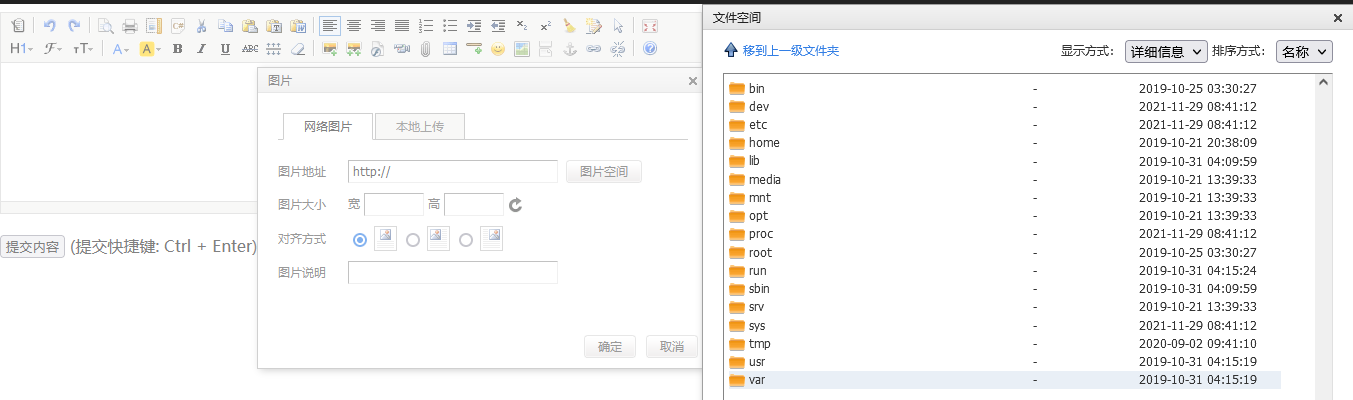 H1 F тT A A B I U ABC
图片
网络图片 本地上传
图片地址 http:// 图片空间
图片大小 宽 高
对齐方式
图片说明
确定 取消
提交内容 (提交快捷键: Ctrl + Enter)
文件空间
移到上一级文件夹 显示方式： 详细信息 排序方式： 名称
bin - 2019-10-25 03:30:27
dev - 2021-11-29 08:41:12
etc - 2021-11-29 08:41:12
home - 2019-10-21 20:38:09
lib - 2019-10-31 04:09:59
media - 2019-10-21 13:39:33
mnt - 2019-10-21 13:39:33
opt - 2019-10-21 13:39:33
proc - 2021-11-29 08:41:12
root - 2019-10-25 03:30:27
run - 2019-10-31 04:15:24
sbin - 2019-10-31 04:09:59
srv - 2019-10-21 13:39:33
sys - 2021-11-29 08:41:12
tmp - 2020-09-02 09:41:10
usr - 2019-10-31 04:15:19
var - 2019-10-31 04:15:19